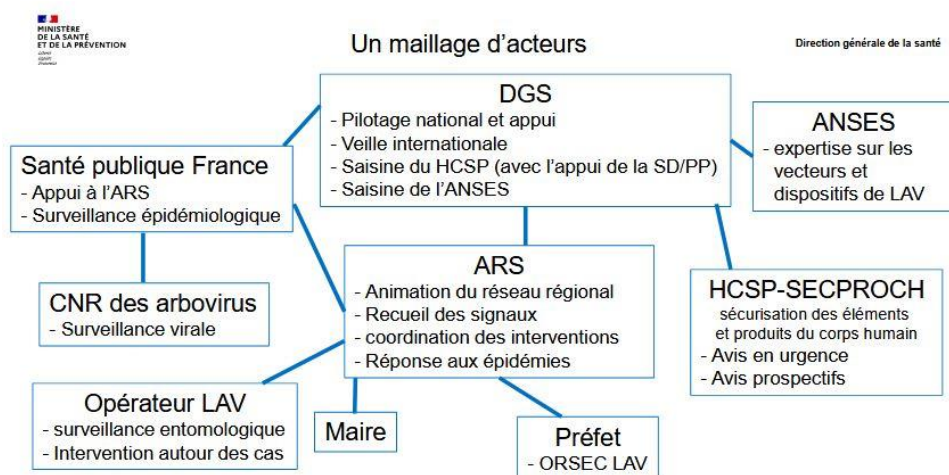 MINISTÈRE
DE LA SANTÉ
ET DE LA PRÉVENTION
Liberté
Égalité
Fraternité
Un maillage d'acteurs
Direction générale de la santé
DGS
- Pilotage national et appui
- Veille internationale
- Saisine du HCSP (avec l'appui de la SD/PP)
- Saisine de l'ANSES
ANSES
- expertise sur les
vecteurs et
dispositifs de LAV
Santé publique France
- Appui à l'ARS
- Surveillance épidémiologique
ARS
- Animation du réseau régional
- Recueil des signaux
- coordination des interventions
- Réponse aux épidémies
HCSP-SECPROCH
sécurisation des éléments
et produits du corps humain
- Avis en urgence
- Avis prospectifs
CNR des arbovirus
- Surveillance virale
Opérateur LAV
- surveillance entomologique
- Intervention autour des cas
Maire
Préfet
- ORSEC LAV